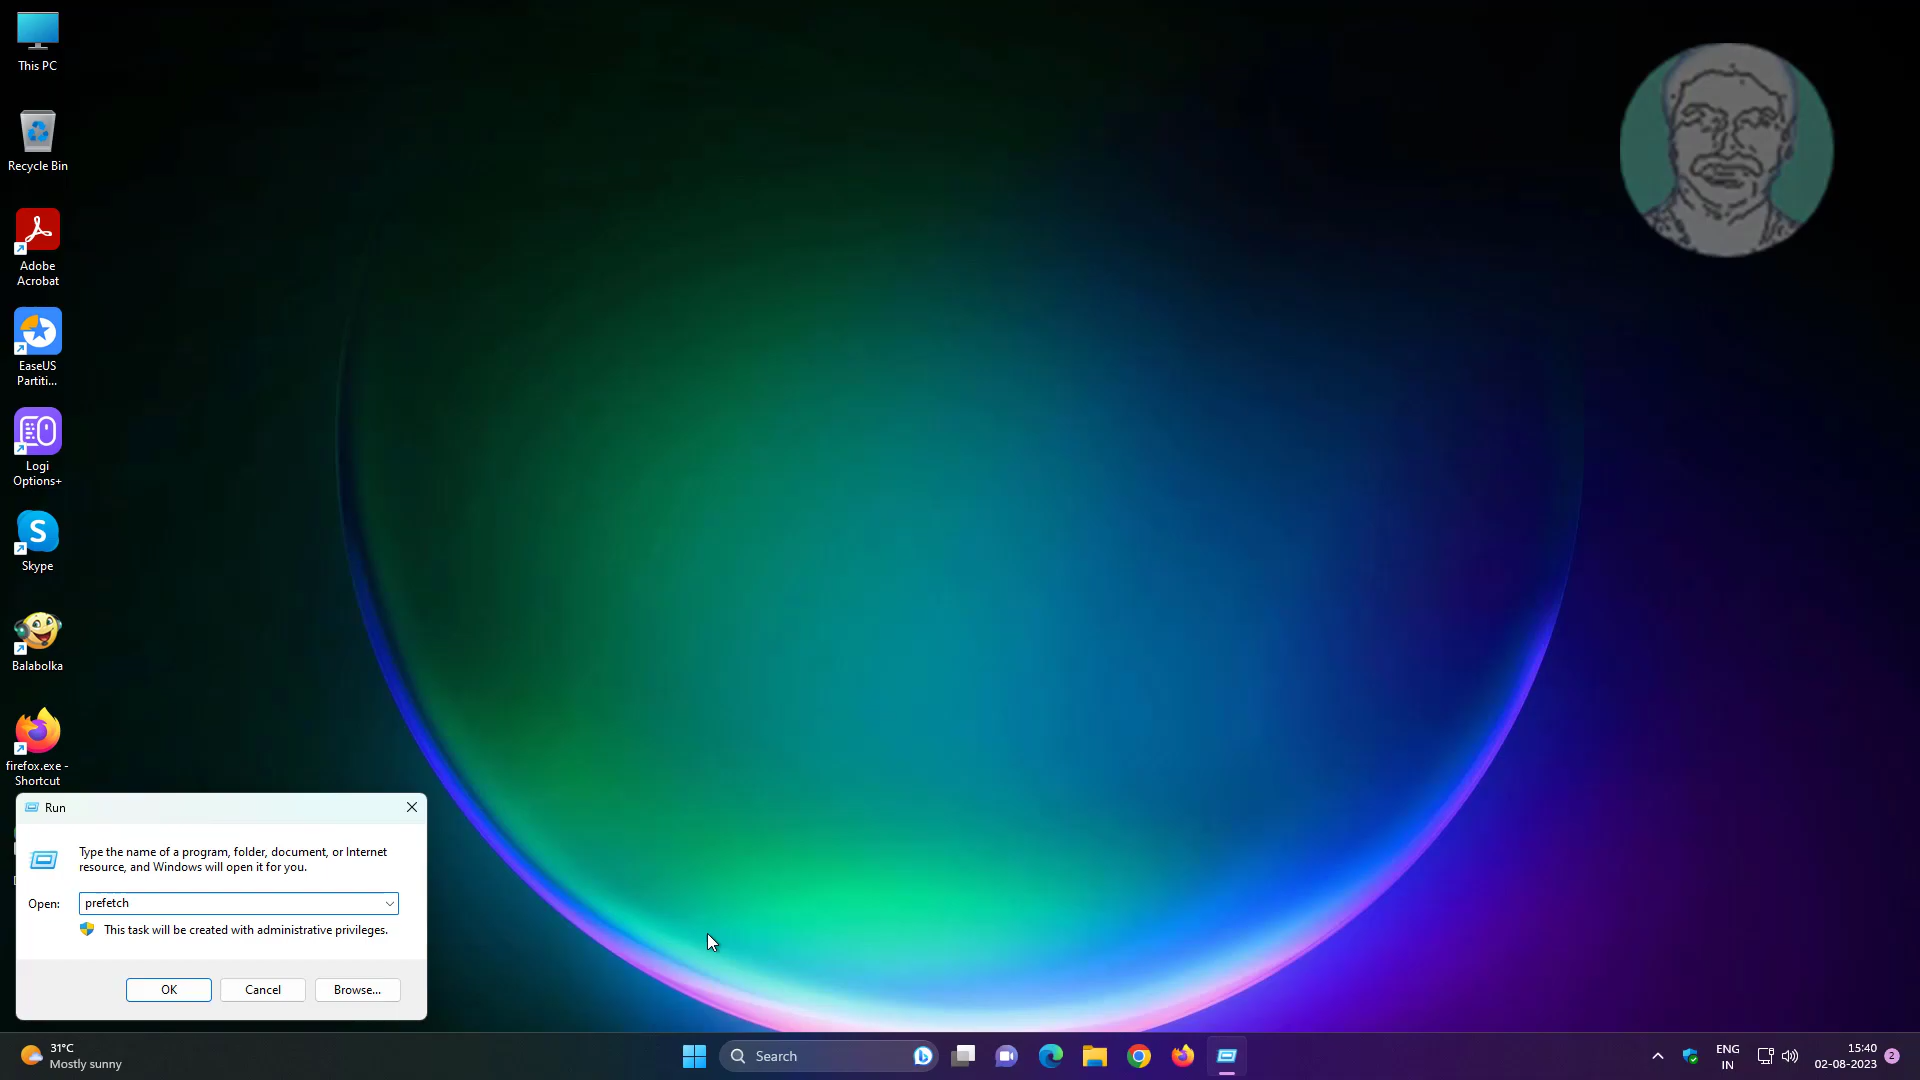 This PC
Recycle Bin
Adobe
Acrobat
EaseUS
Partiti...
Logi
Options+
S
Skype
Balabolka
firefox.exe -
Shortcut
Run
Type the name of a program, folder, document, or Internet
resource, and Windows will open it for you.
Open:
prefetch
This task will be created with administrative privileges.
OK
Cancel
Browse...
31°C
Mostly sunny
Search
ENG
IN
15:40
02-08-2023
2